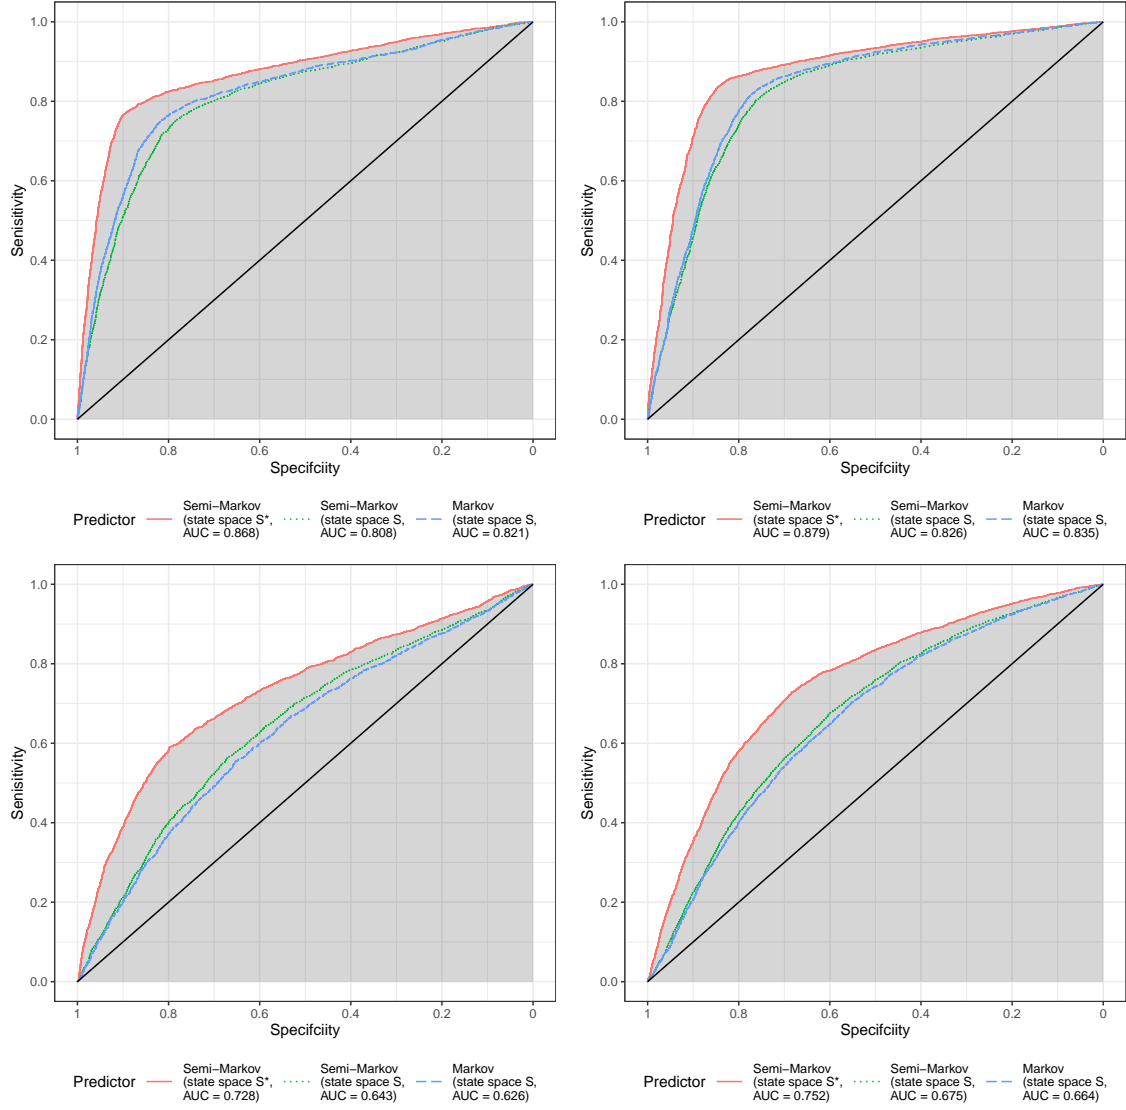 1.0
0.8
0.6
0.4
0.2
0.0
Senisitivity
1 0.8 0.6 0.4 0.2 0
Specifciity
Predictor
Semi−Markov
(state space S*,
AUC = 0.868)
Semi−Markov
(state space S,
AUC = 0.808)
Markov
(state space S,
AUC = 0.821)
1.0
0.8
0.6
0.4
0.2
0.0
Senisitivity
1 0.8 0.6 0.4 0.2 0
Specifciity
Predictor
Semi−Markov
(state space S*,
AUC = 0.879)
Semi−Markov
(state space S,
AUC = 0.826)
Markov
(state space S,
AUC = 0.835)
1.0
0.8
0.6
0.4
0.2
0.0
Senisitivity
1 0.8 0.6 0.4 0.2 0
Specifciity
Predictor
Semi−Markov
(state space S*,
AUC = 0.728)
Semi−Markov
(state space S,
AUC = 0.643)
Markov
(state space S,
AUC = 0.626)
1.0
0.8
0.6
0.4
0.2
0.0
Senisitivity
1 0.8 0.6 0.4 0.2 0
Specifciity
Predictor
Semi−Markov
(state space S*,
AUC = 0.752)
Semi−Markov
(state space S,
AUC = 0.675)
Markov
(state space S,
AUC = 0.664)